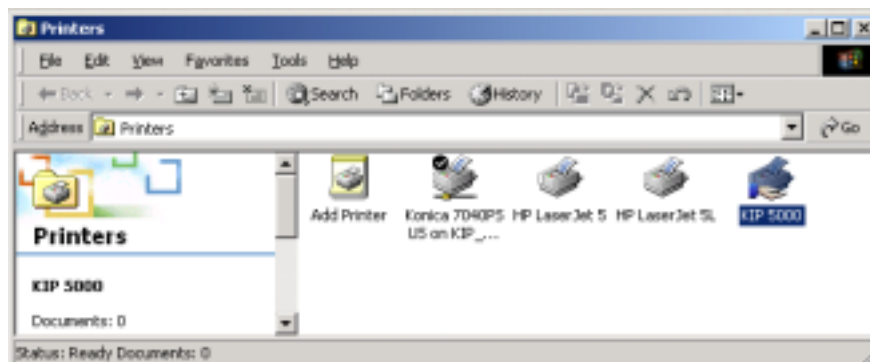 Printers
File Edit View Favorites Tools Help
Back Search Folders History
Address Printers Go
Add Printer Konica 7040PS HP LaserJet 5 HP LaserJet 5L KIP 5000
US on KIP_...
Printers
KIP 5000
Documents: 0
Status: Ready Documents: 0